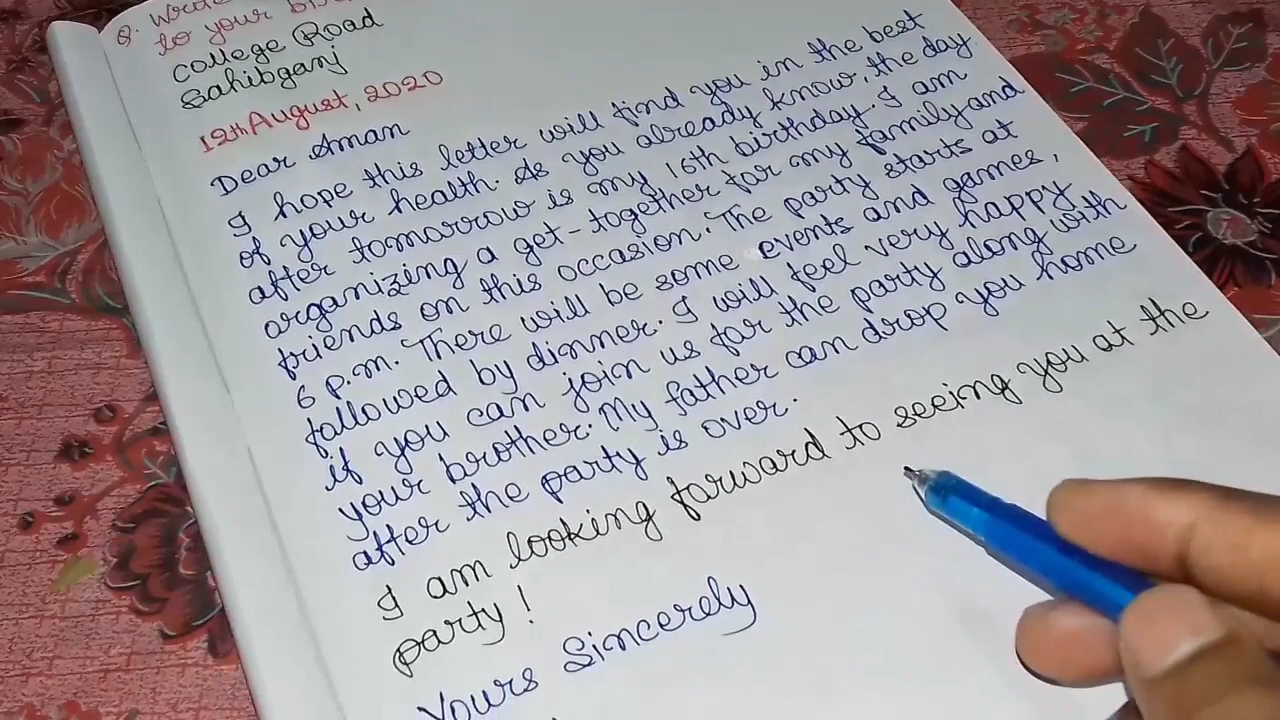 Q. Write
to your
College Road
Sahibganj
19th August, 2020
Dear Aman
I hope this letter will find you in the best
of your health. As you already know, the day
after tomorrow is my 16th birthday. I am
organizing a get-together for my family and
friends on this occasion. The party starts at
6 p.m. There will be some events and games,
followed by dinner. I will feel very happy
if you can join us for the party along with
your brother. My father can drop you home
after the party is over.
I am looking forward to seeing you at the
party!
Yours Sincerely